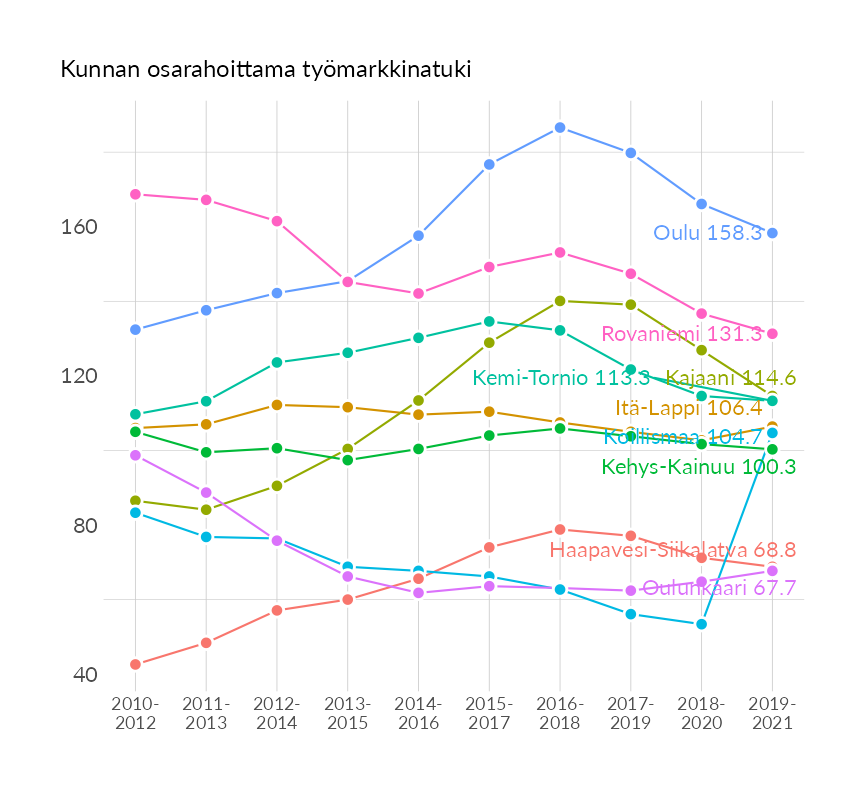 Kunnan osarahoittama työmarkkinatuki
160
120
80
40
Oulu 158.3
Rovaniemi 131.3
Kemi-Tornio 113.3
Kajaani 114.6
Itä-Lappi 106.4
Koillismaa 104.7
Kehys-Kainuu 100.3
Haapavesi-Siikalatva 68.8
Oulunkaari 67.7
2010- 2011- 2012- 2013- 2014- 2015- 2016- 2017- 2018- 2019-
2012 2013 2014 2015 2016 2017 2018 2019 2020 2021